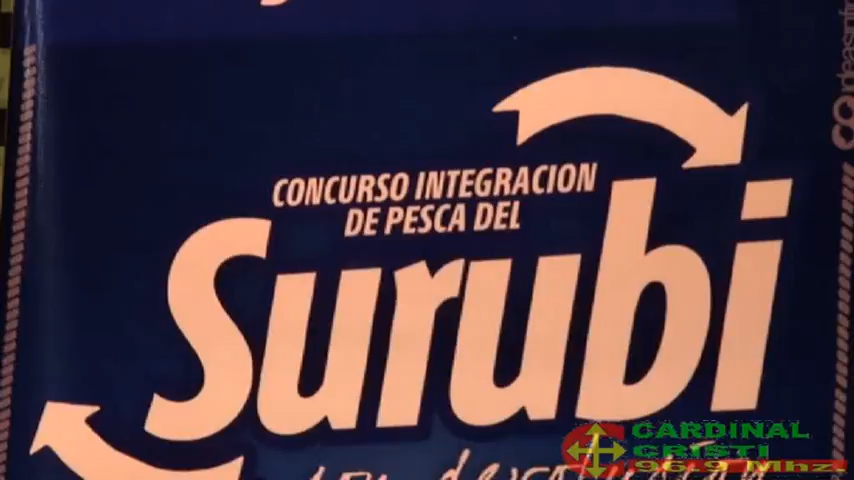 CONCURSO INTEGRACION
DE PESCA DEL
Surubi
CARDINAL
CRISTI
96.9 Mhz